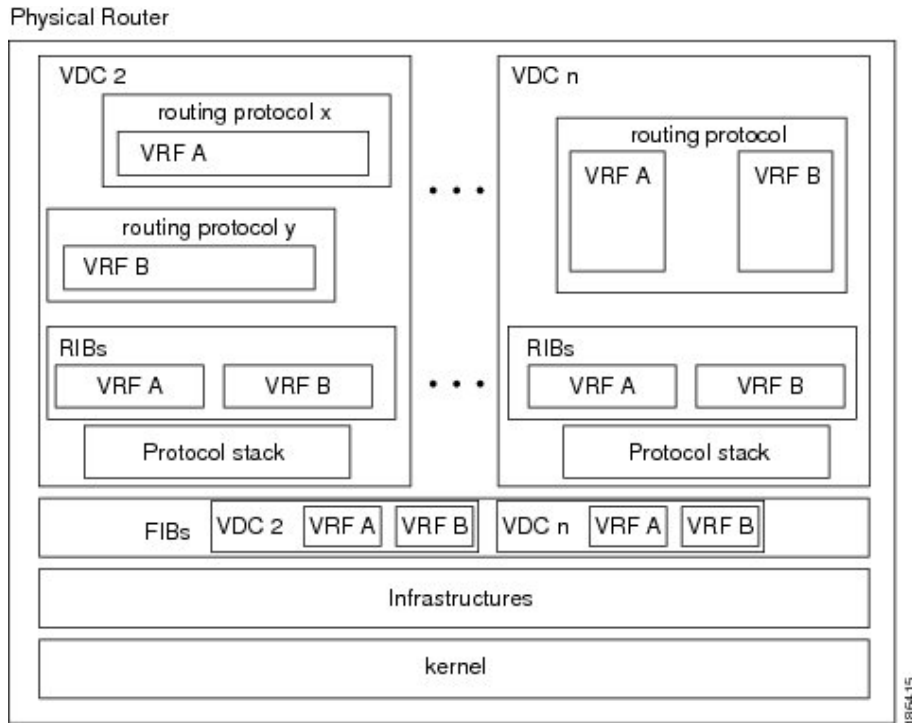 Physical Router
VDC 2
routing protocol x
VRF A
routing protocol y
VRF B
RIBs
VRF A VRF B
Protocol stack
• • •
• • •
VDC n
routing protocol
VRF A VRF B
RIBs
VRF A VRF B
Protocol stack
FIBs VDC 2 VRF A VRF B VDC n VRF A VRF B
Infrastructures
kernel
186415